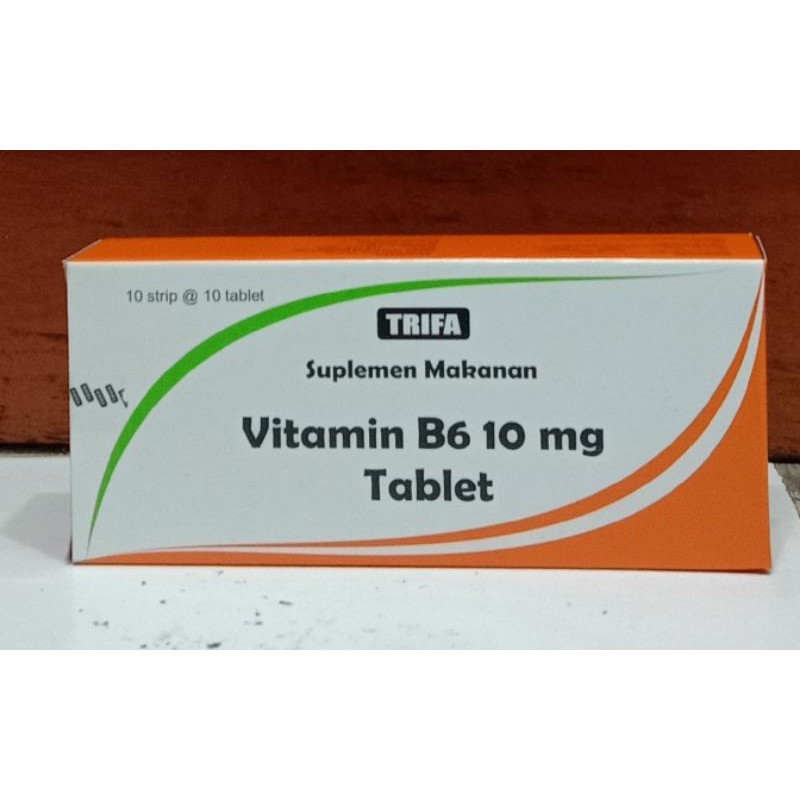 10 strip @ 10 tablet
TRIFA
Suplemen Makanan
Vitamin B6 10 mg
Tablet